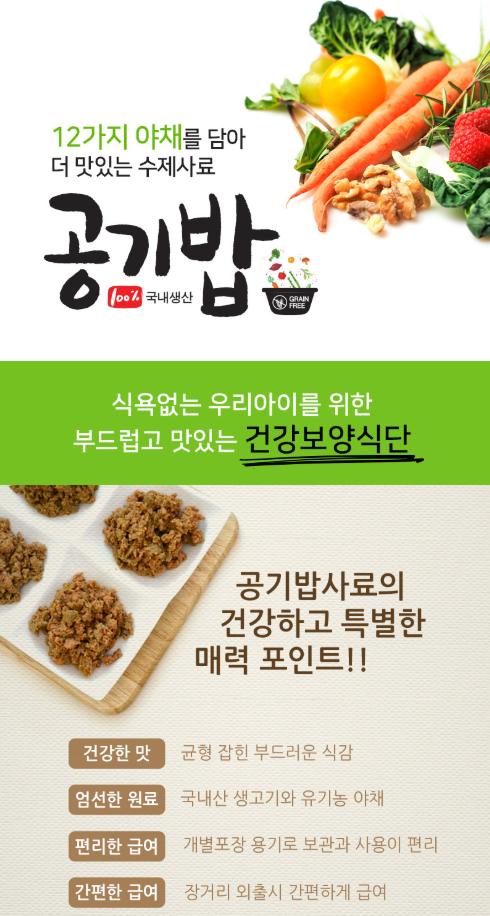 12가지 야채를 담아
더 맛있는 수제사료
공기밥
100% 국내생산
GRAIN
FREE
식욕없는 우리아이를 위한
부드럽고 맛있는 건강보양식단
공기밥사료의
건강하고 특별한
매력 포인트!!
건강한 맛 균형 잡힌 부드러운 식감
엄선한 원료 국내산 생고기와 유기농 야채
편리한 급여 개별포장 용기로 보관과 사용이 편리
간편한 급여 장거리 외출시 간편하게 급여